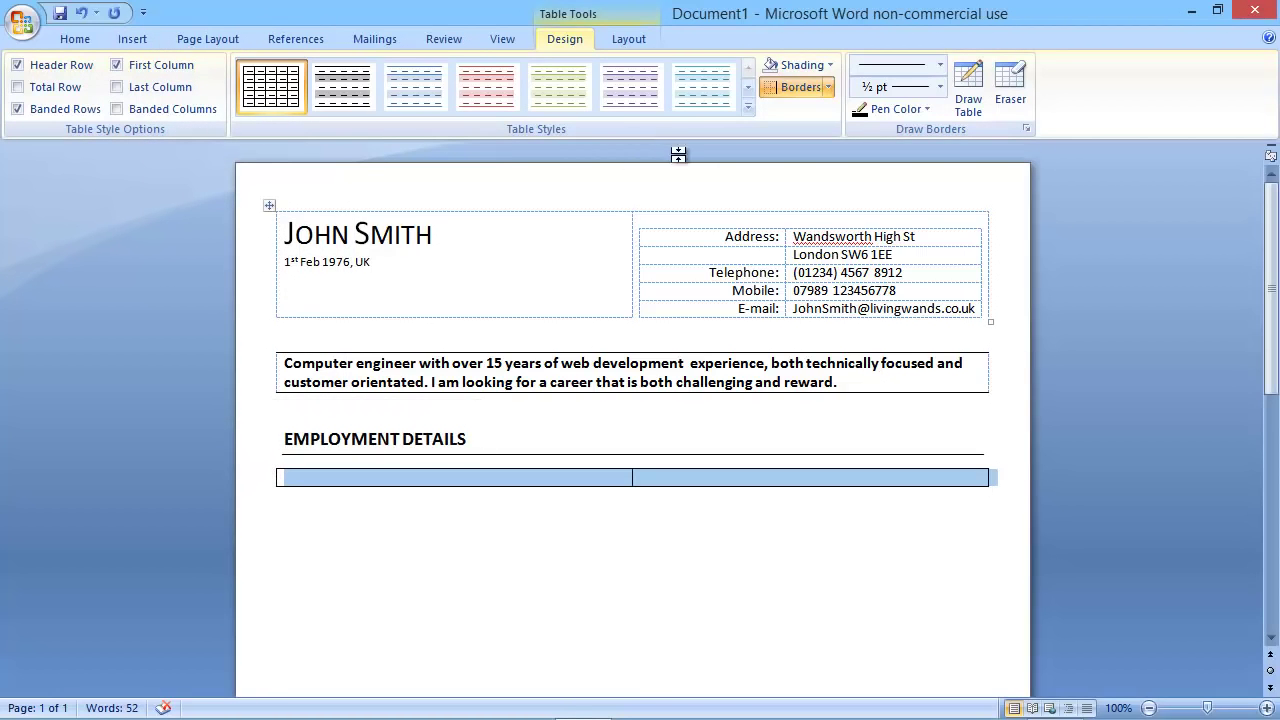 Table Tools
Document1 - Microsoft Word non-commercial use
Home Insert Page Layout References Mailings Review View Design Layout
Header Row First Column
Total Row Last Column
Banded Rows Banded Columns
Table Style Options
Table Styles
Shading
Borders
½ pt
Pen Color
Draw Table
Eraser
Draw Borders
JOHN SMITH
1st Feb 1976, UK
Address: Wandsworth High St
London SW6 1EE
Telephone: (01234) 4567 8912
Mobile: 07989 123456778
E-mail: JohnSmith@livingwands.co.uk
Computer engineer with over 15 years of web development experience, both technically focused and
customer orientated. I am looking for a career that is both challenging and reward.
EMPLOYMENT DETAILS
Page: 1 of 1 Words: 52 100%